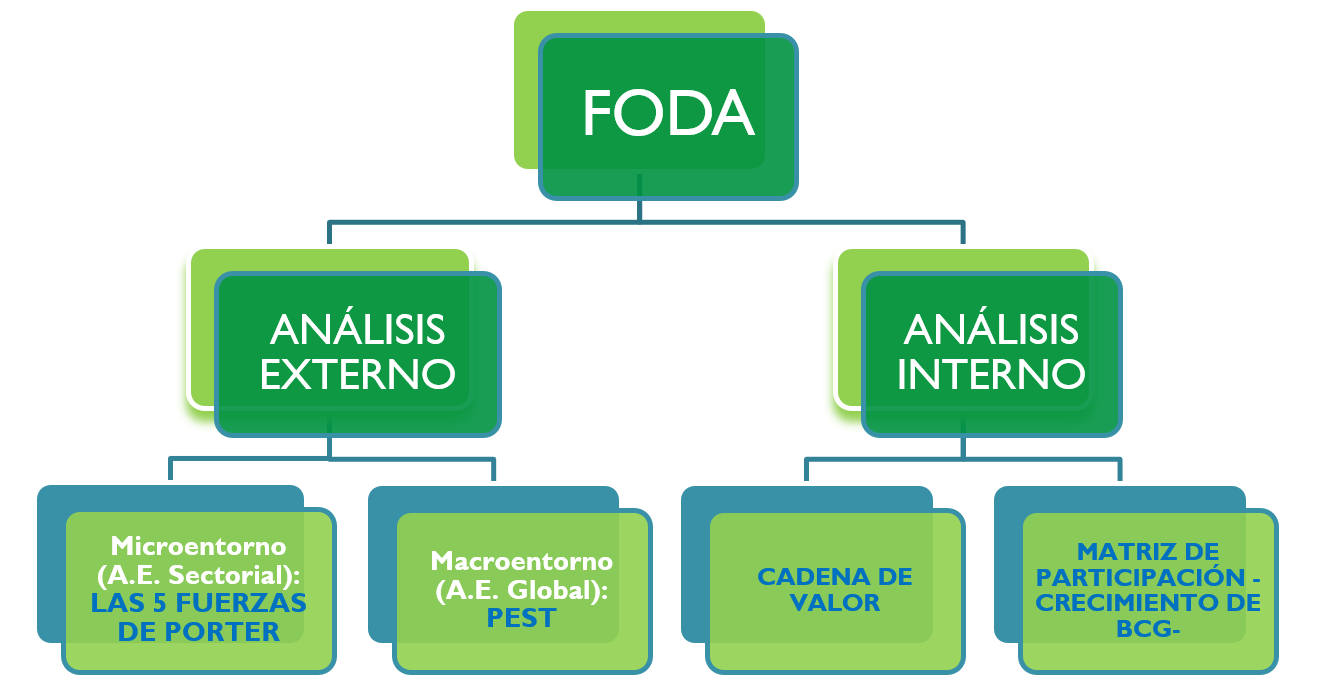 FODA
ANÁLISIS
EXTERNO
ANÁLISIS
INTERNO
Microentorno
(A.E. Sectorial):
LAS 5 FUERZAS
DE PORTER
Macroentorno
(A.E. Global):
PEST
CADENA DE
VALOR
MATRIZ DE
PARTICIPACIÓN -
CRECIMIENTO DE
BCG-